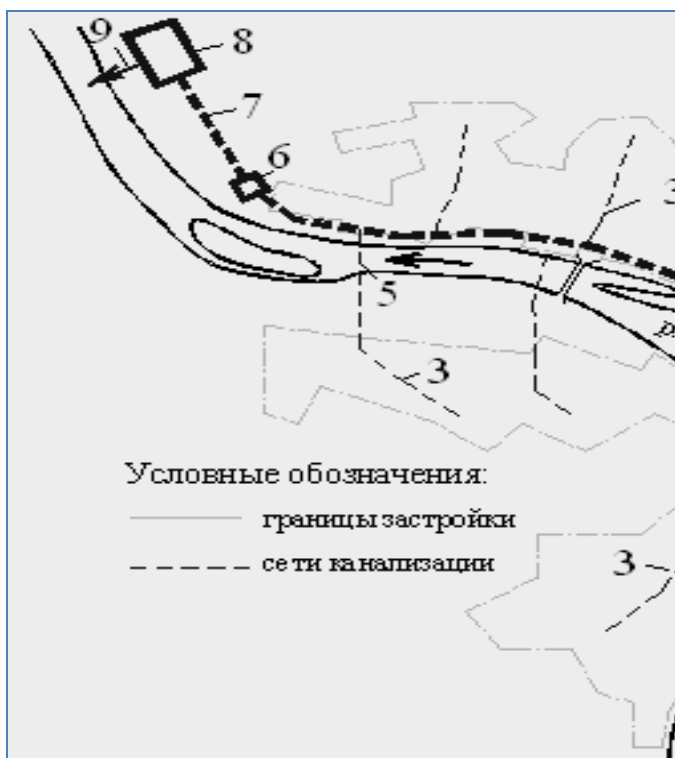 9
8
7
6
3
5
р
3
Условные обозначения:
границы застройки
сети канализации
3